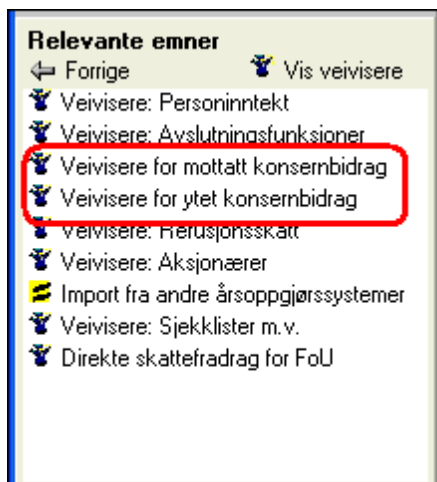 Relevante emner
Forrige Vis veivisere
Veivisere: Personinntekt
Veivisere: Avslutningsfunksjoner
Veivisere for mottatt konsernbidrag
Veivisere for ytet konsernbidrag
Veivisere: Refusjonsskatt
Veivisere: Aksjonærer
Import fra andre årsoppgjørssystemer
Veivisere: Sjekklister m.v.
Direkte skattefradrag for FoU